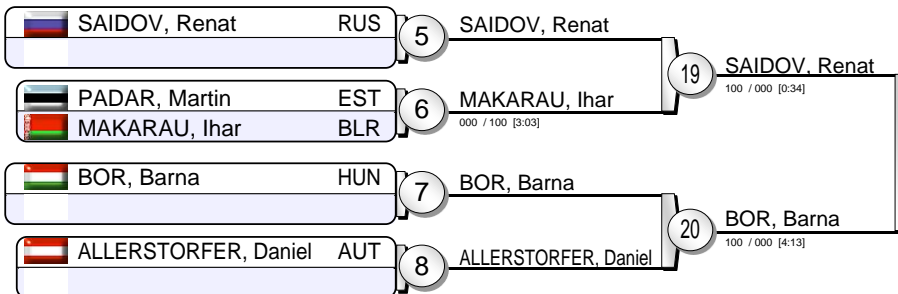 SAIDOV, Renat RUS
5
SAIDOV, Renat
PADAR, Martin EST
MAKARAU, Ihar BLR
6
MAKARAU, Ihar
000 / 100 [3:03]
19
SAIDOV, Renat
100 / 000 [0:34]
BOR, Barna HUN
7
BOR, Barna
ALLERSTORFER, Daniel AUT
8
ALLERSTORFER, Daniel
20
BOR, Barna
100 / 000 [4:13]